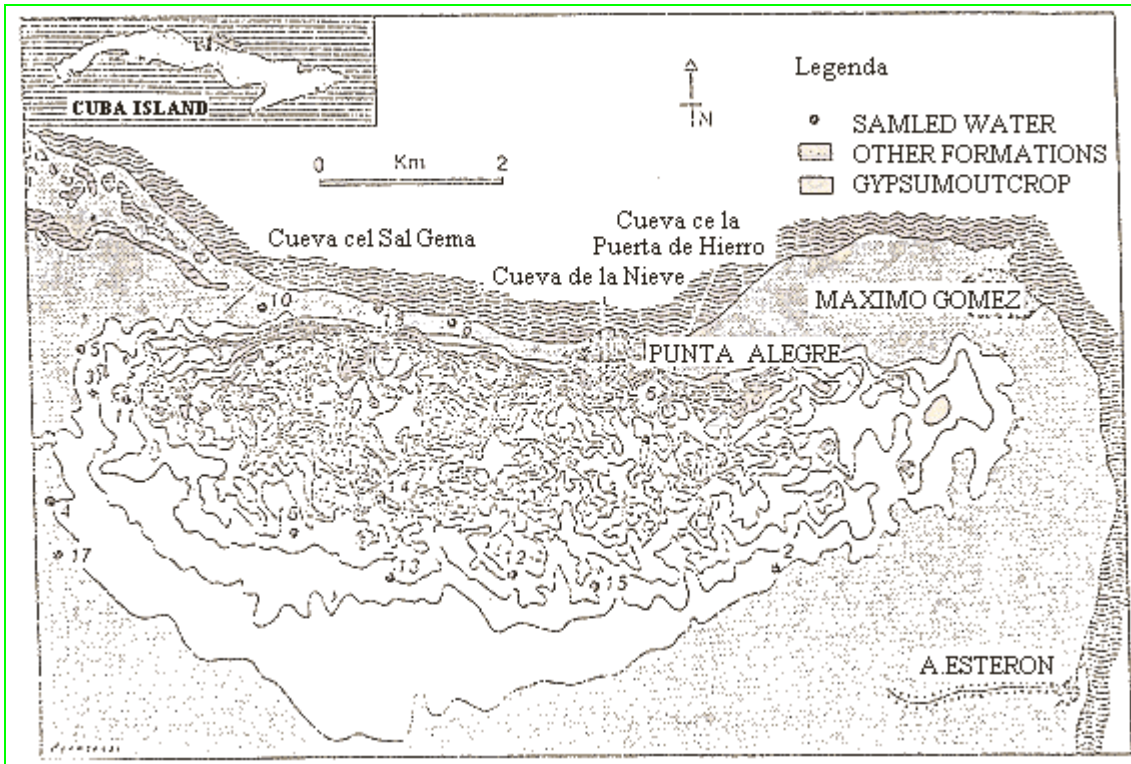 CUBA ISLAND
N
Legenda
SAMLED WATER
OTHER FORMATIONS
GYPSUMOUTCROP
0 Km 2
Cueva cel Sal Gema
Cueva ce la
Puerta de Hierro
Cueva de la Nieve
MAXIMO GOMEZ
PUNTA ALEGRE
10
5
3
11
6
4
17
13
12
15
2
A.ESTERON